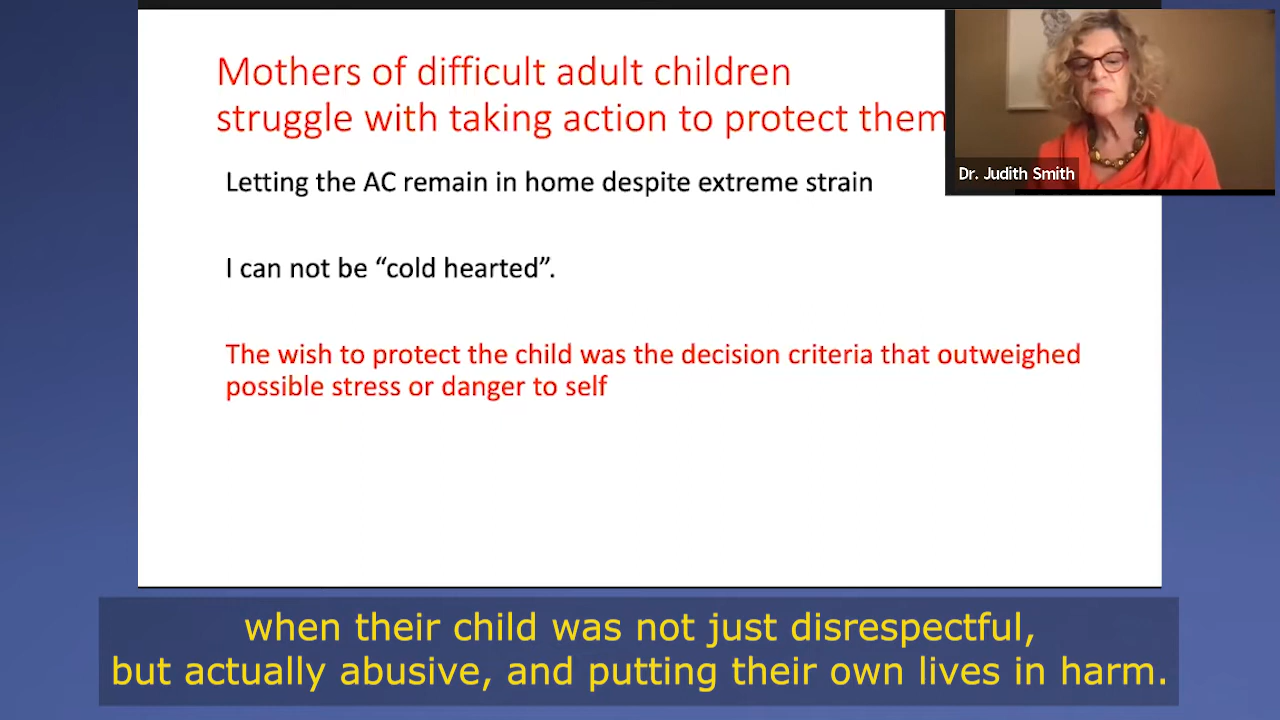 Mothers of difficult adult children
struggle with taking action to protect them
Dr. Judith Smith
Letting the AC remain in home despite extreme strain
I can not be “cold hearted”.
The wish to protect the child was the decision criteria that outweighed
possible stress or danger to self
when their child was not just disrespectful,
but actually abusive, and putting their own lives in harm.